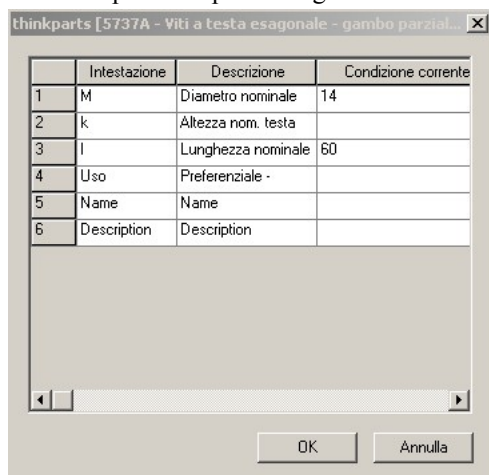 thinkparts [5737A - Viti a testa esagonale - gambo parzial...
Intestazione Descrizione Condizione corrente
1 M Diametro nominale 14
2 k Altezza nom. testa
3 l Lunghezza nominale 60
4 Uso Preferenziale -
5 Name Name
6 Description Description
OK Annulla